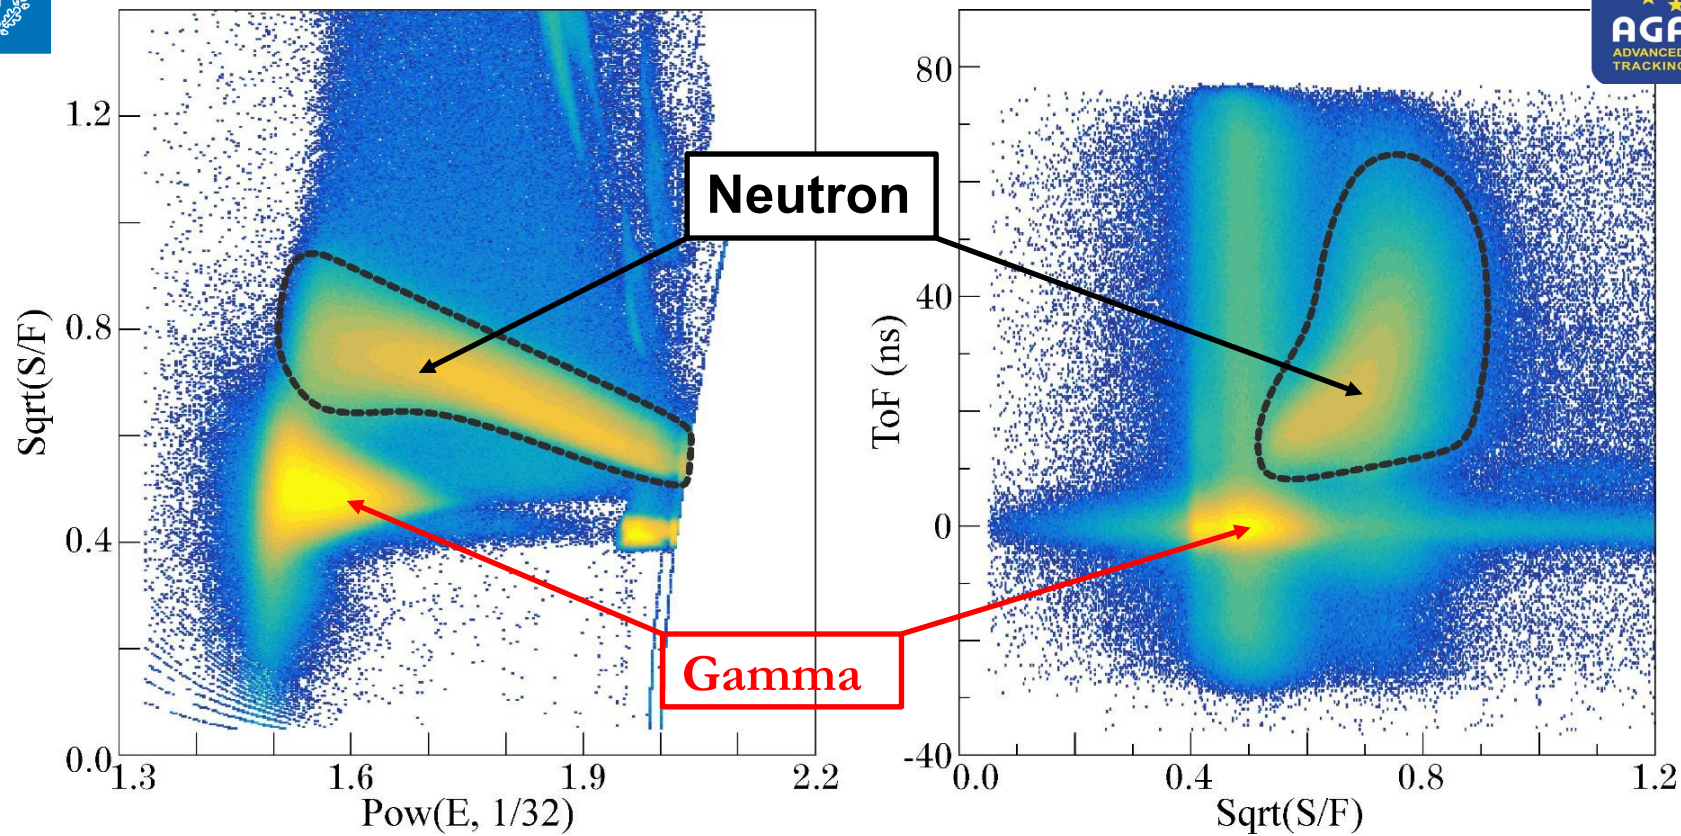 AGA
ADVANCED
TRACKING
Neutron
Gamma
1.2
0.8
0.4
0.0
Sqrt(S/F)
1.3 1.6 1.9 2.2
Pow(E, 1/32)
80
40
0
-40
ToF (ns)
0.0 0.4 0.8 1.2
Sqrt(S/F)